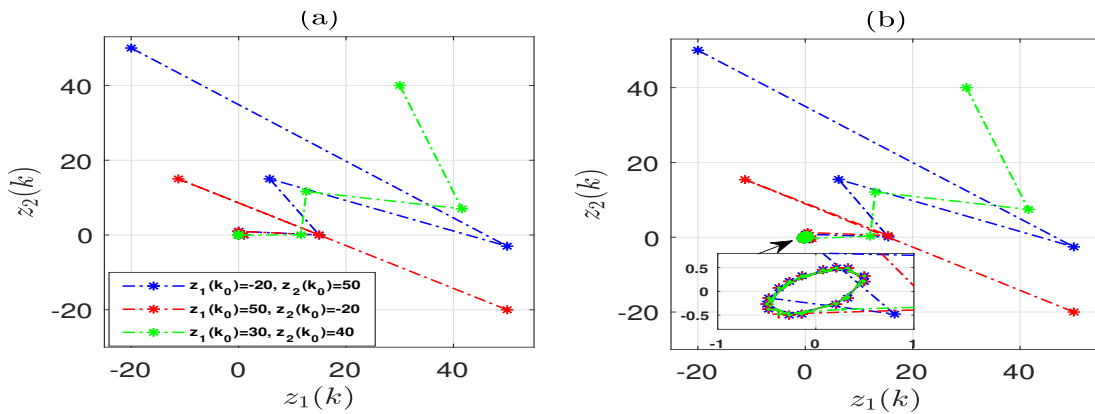 (a)
z₂(k)
40
20
0
-20
z₁(k₀)=-20, z₂(k₀)=50
z₁(k₀)=50, z₂(k₀)=-20
z₁(k₀)=30, z₂(k₀)=40
-20 0 20 40
z₁(k)
(b)
z₂(k)
40
20
0
-20
0.5
0
-0.5
-1 0 1
-20 0 20 40
z₁(k)